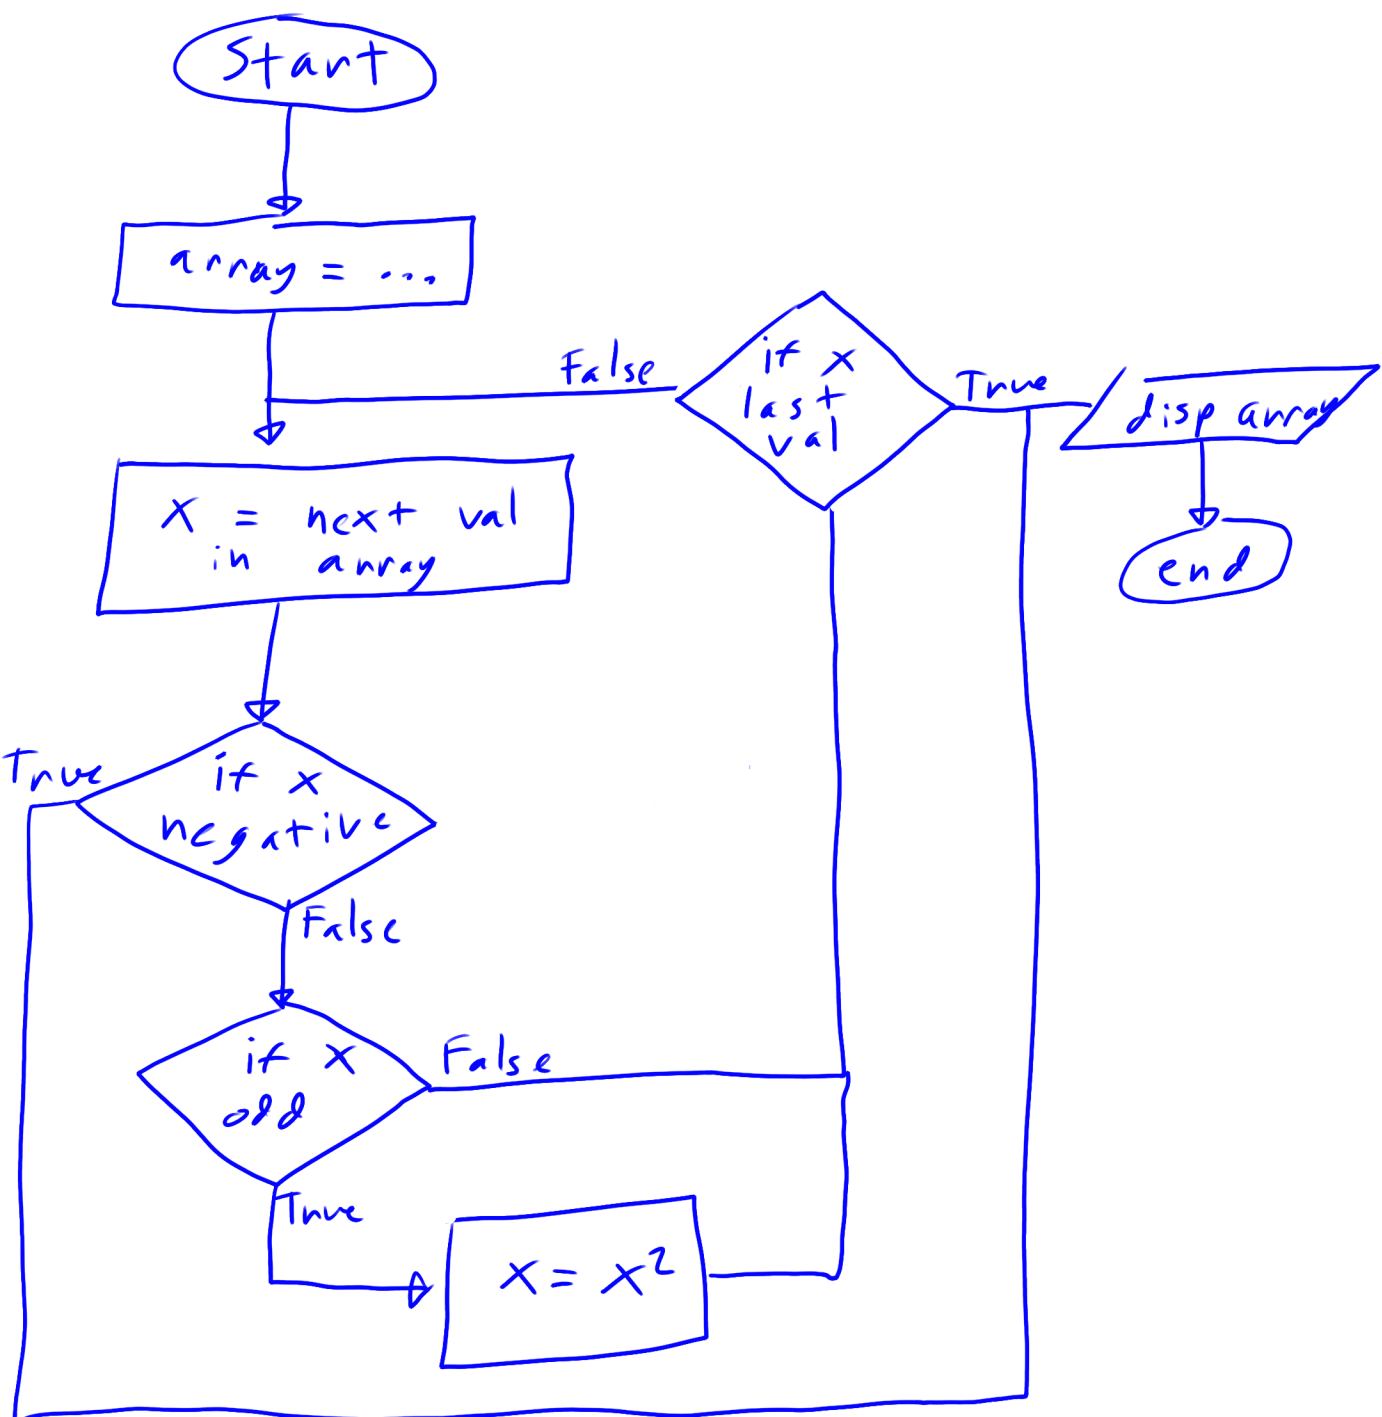 Start
array = ...
False
if x
last
val
True
disp array
end
X = next val
in array
True
if x
negative
False
if x
odd
False
True
X = x²